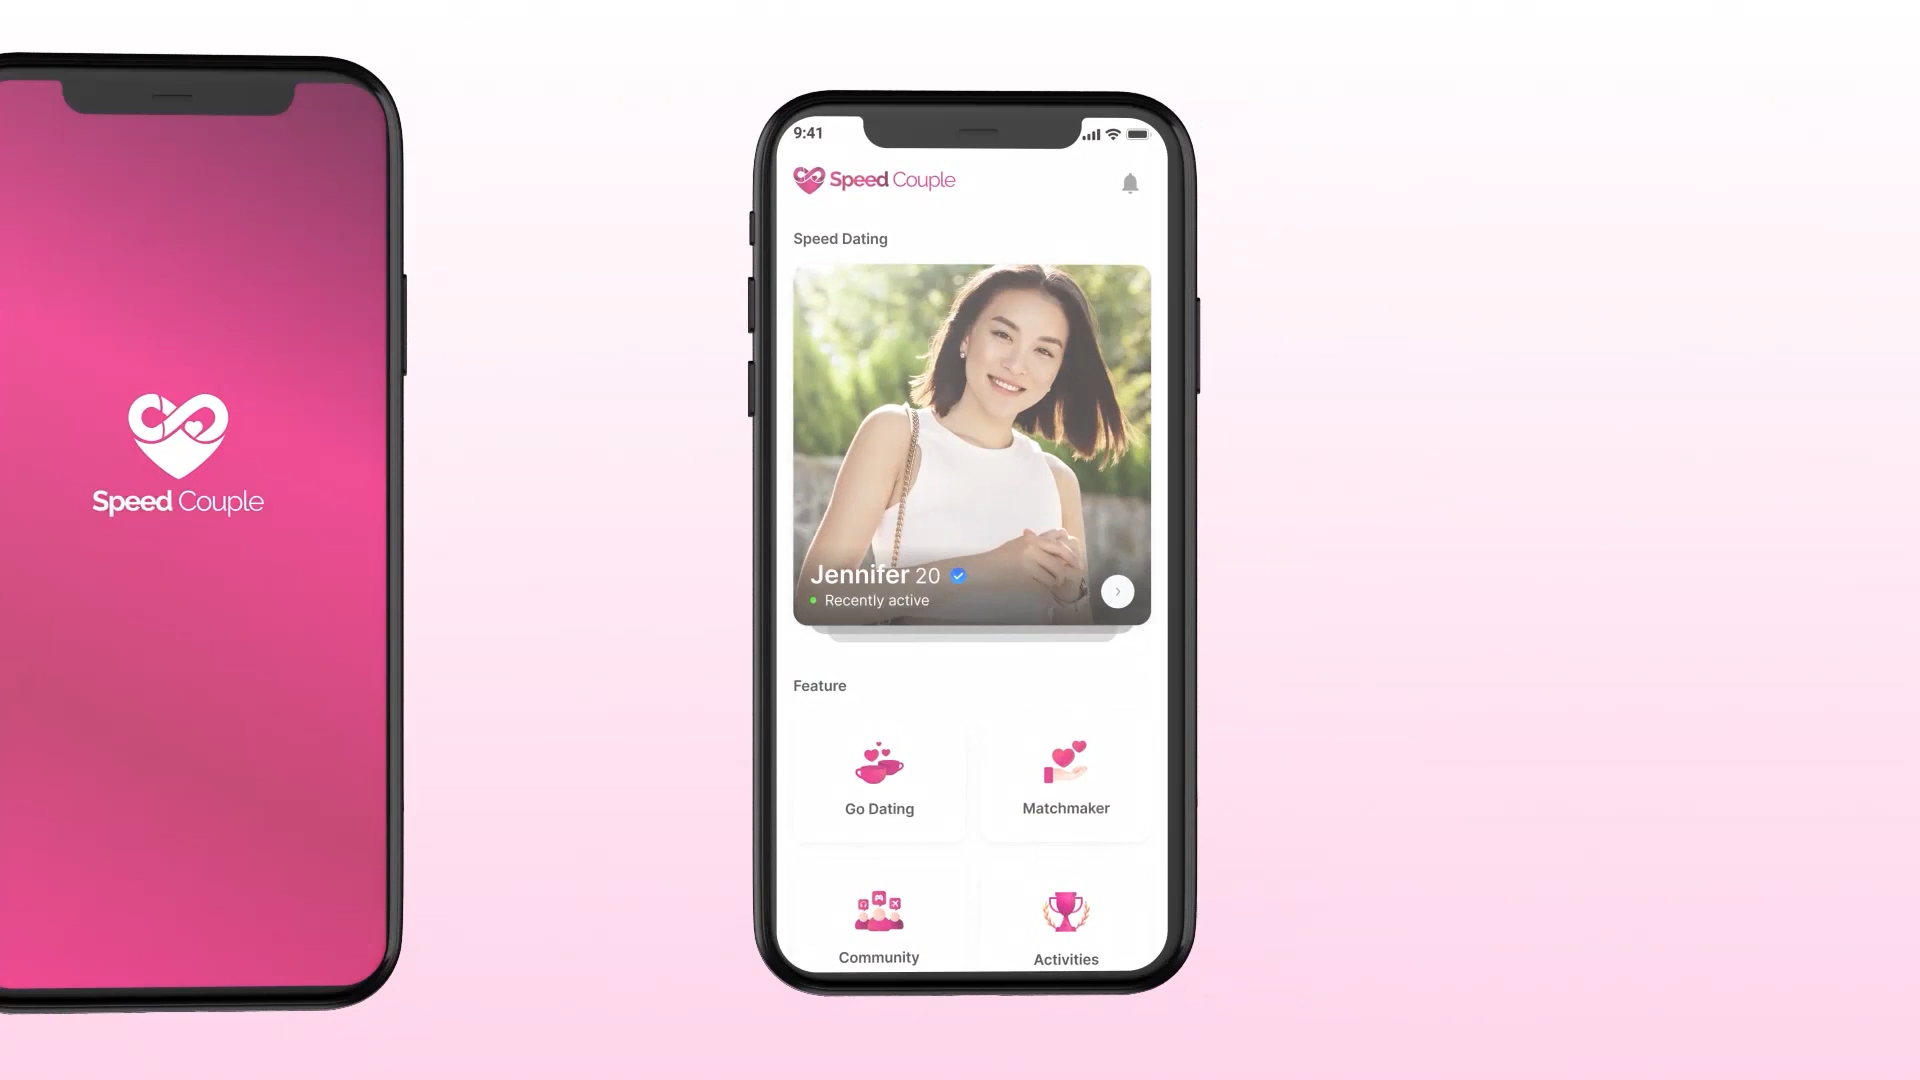 Speed Couple
9:41
Speed Couple
Speed Dating
Jennifer 20
Recently active
Feature
Go Dating
Matchmaker
Community
Activities